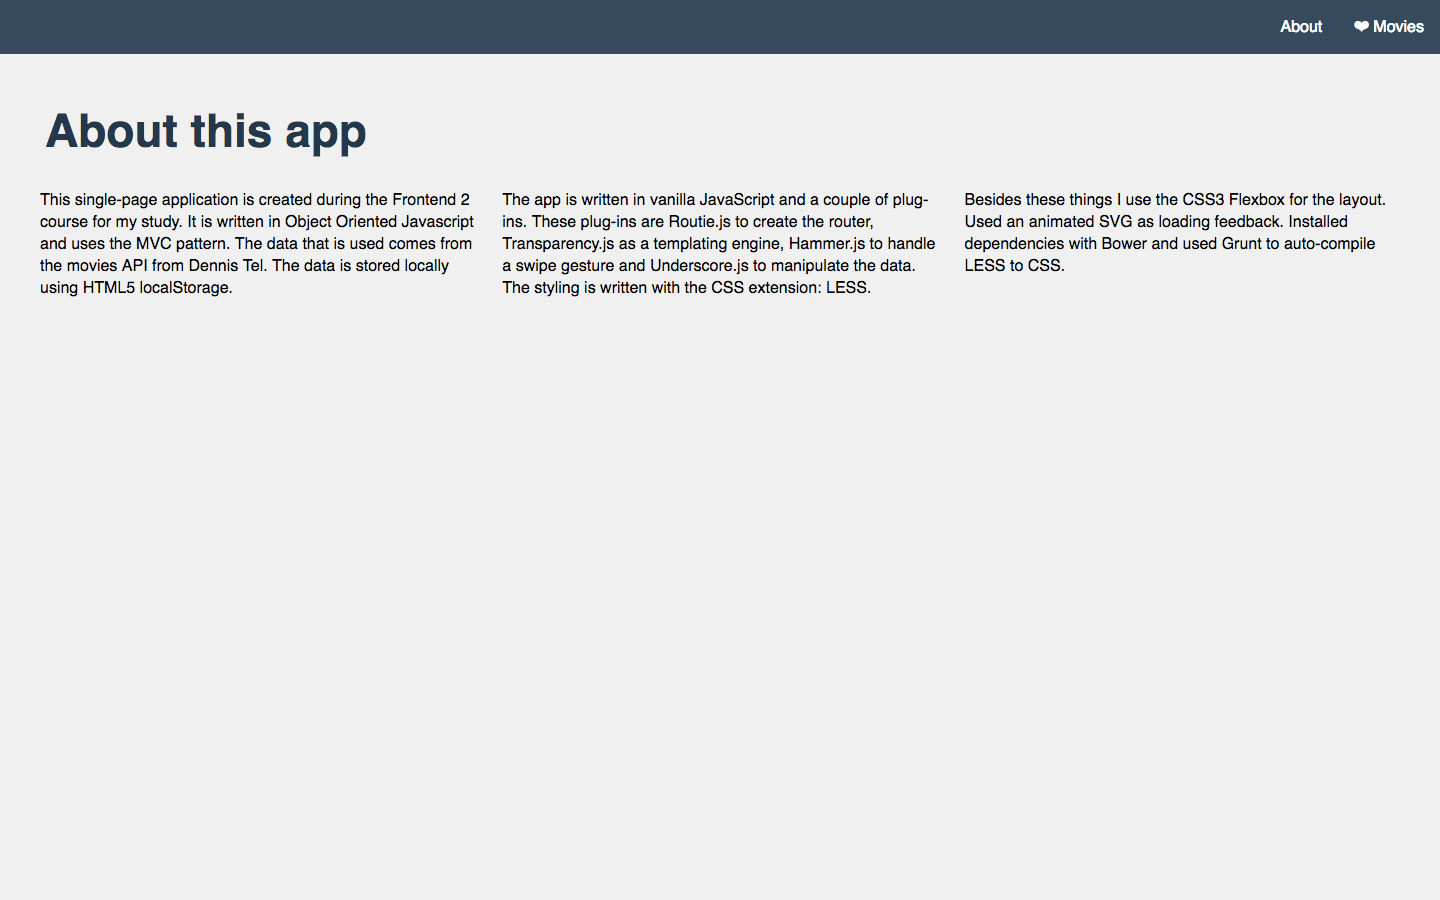 About
❤ Movies
About this app
This single-page application is created during the Frontend 2
course for my study. It is written in Object Oriented Javascript
and uses the MVC pattern. The data that is used comes from
the movies API from Dennis Tel. The data is stored locally
using HTML5 localStorage.
The app is written in vanilla JavaScript and a couple of plug-
ins. These plug-ins are Routie.js to create the router,
Transparency.js as a templating engine, Hammer.js to handle
a swipe gesture and Underscore.js to manipulate the data.
The styling is written with the CSS extension: LESS.
Besides these things I use the CSS3 Flexbox for the layout.
Used an animated SVG as loading feedback. Installed
dependencies with Bower and used Grunt to auto-compile
LESS to CSS.